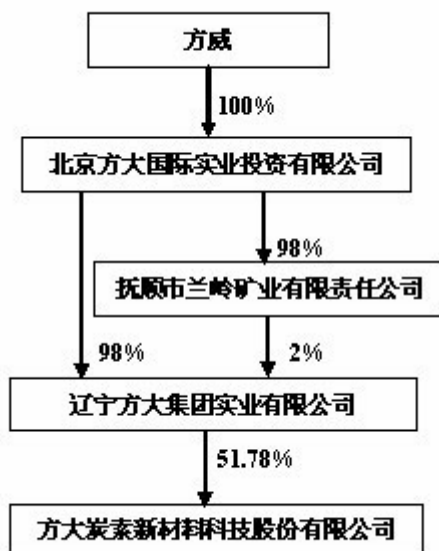 方威
100%
北京方大国际实业投资有限公司
98%
抚顺市兰岭矿业有限责任公司
98%
2%
辽宁方大集团实业有限公司
51.78%
方大炭素新材料科技股份有限公司